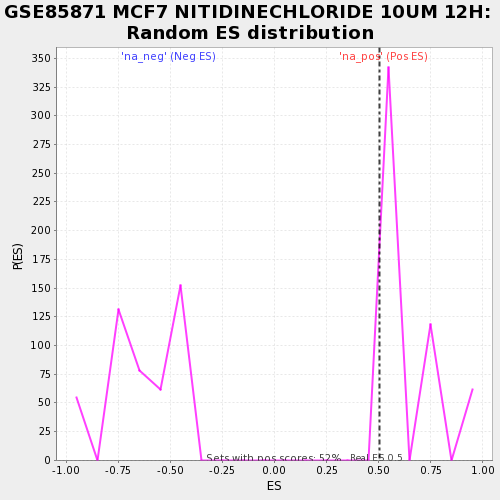 GSE85871 MCF7 NITIDINECHLORIDE 10UM 12H:
Random ES distribution
'na_neg' (Neg ES) 'na_pos' (Pos ES)
350
325
300
275
250
225
200
175
150
125
100
75
50
25
0
P(ES)
Sets with pos scores: 52% Real ES 0.5
-1.00 -0.75 -0.50 -0.25 0.00 0.25 0.50 0.75 1.00
ES